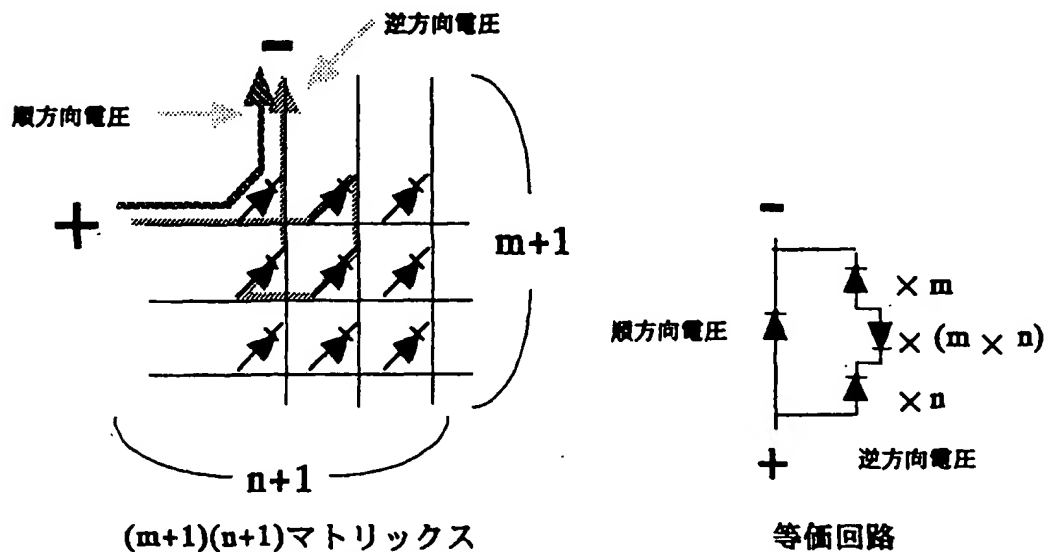 逆方向電圧
−
順方向電圧
+
m+1
n+1
(m+1)(n+1)マトリックス
−
× m
順方向電圧
× (m × n)
× n
+
逆方向電圧
等価回路